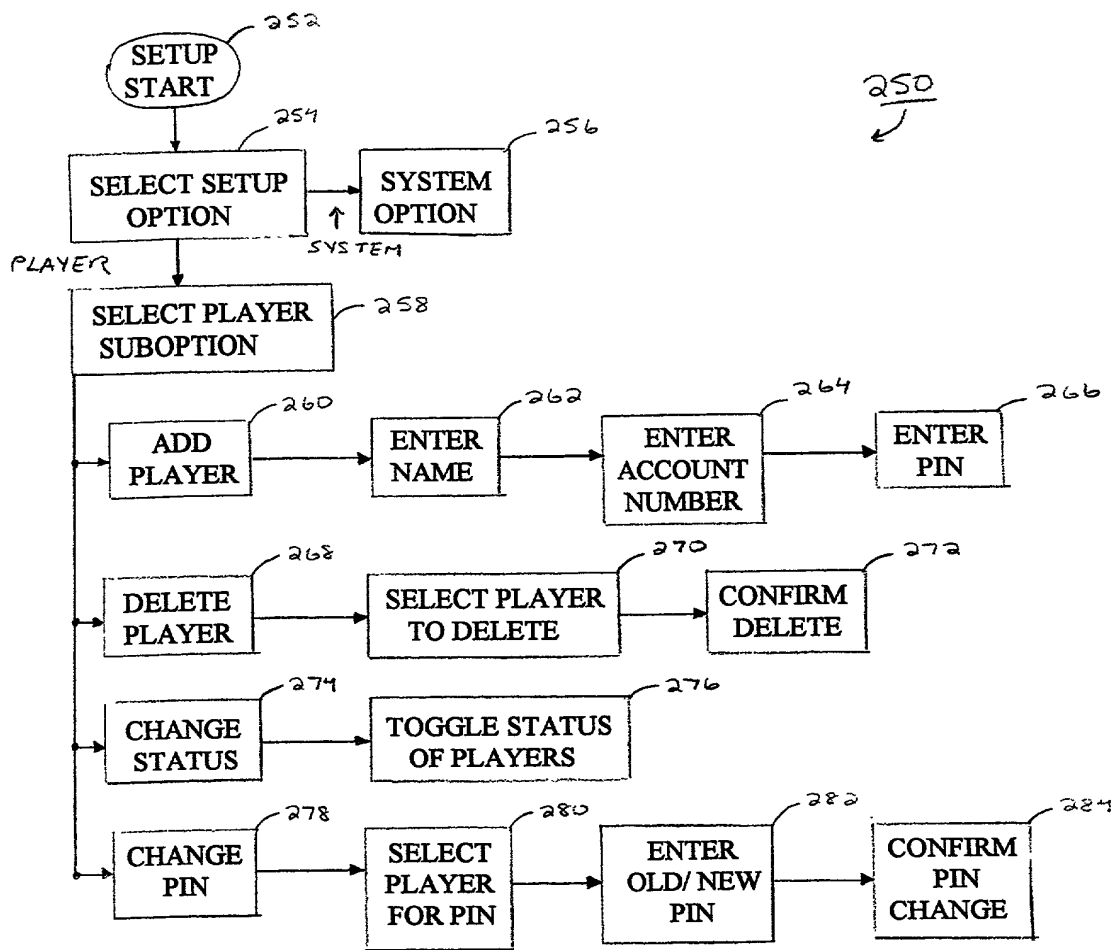 252
SETUP
START
250
254
256
SELECT SETUP
OPTION
SYSTEM
OPTION
SYSTEM
PLAYER
SELECT PLAYER
SUBOPTION
258
260
262
264
266
ADD
PLAYER
ENTER
NAME
ENTER
ACCOUNT
NUMBER
ENTER
PIN
268
270
272
DELETE
PLAYER
SELECT PLAYER
TO DELETE
CONFIRM
DELETE
274
276
CHANGE
STATUS
TOGGLE STATUS
OF PLAYERS
278
280
282
284
CHANGE
PIN
SELECT
PLAYER
FOR PIN
ENTER
OLD/ NEW
PIN
CONFIRM
PIN
CHANGE